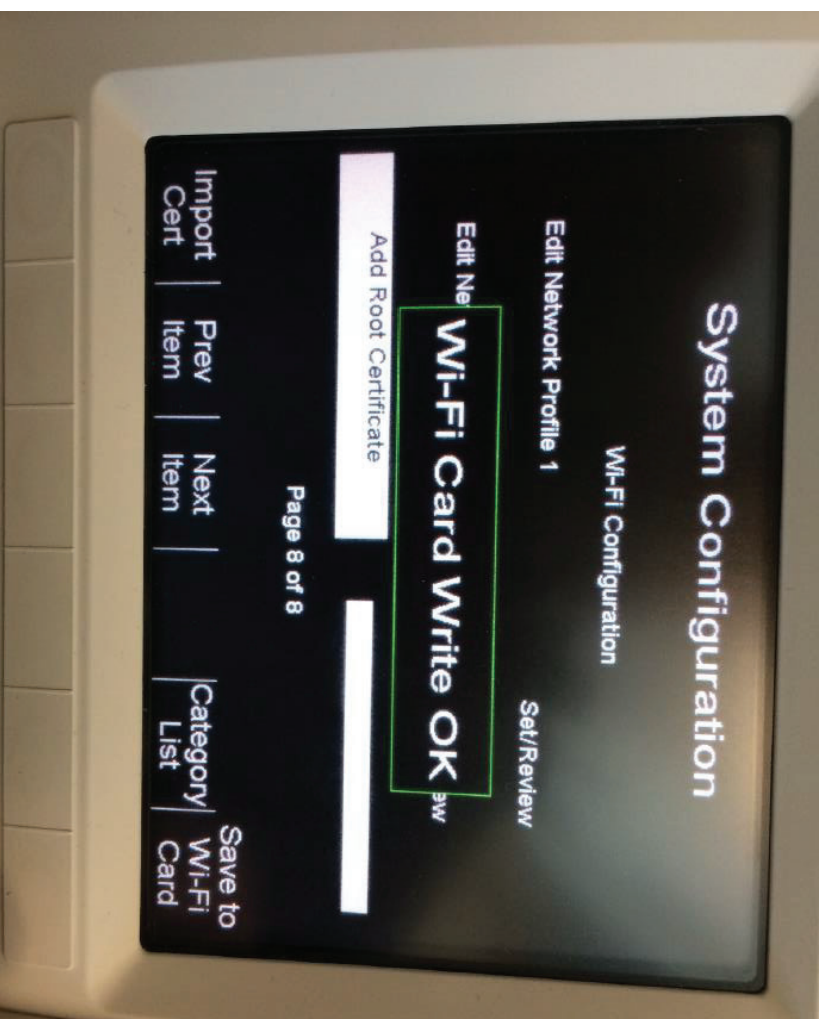 System Configuration
Wi-Fi Configuration
Edit Network Profile 1 Set/Review
Edit Ne Wi-Fi Card Write OK ew
Add Root Certificate
Page 8 of 8
Import Cert | Prev Item | Next Item | Category List | Save to Wi-Fi Card